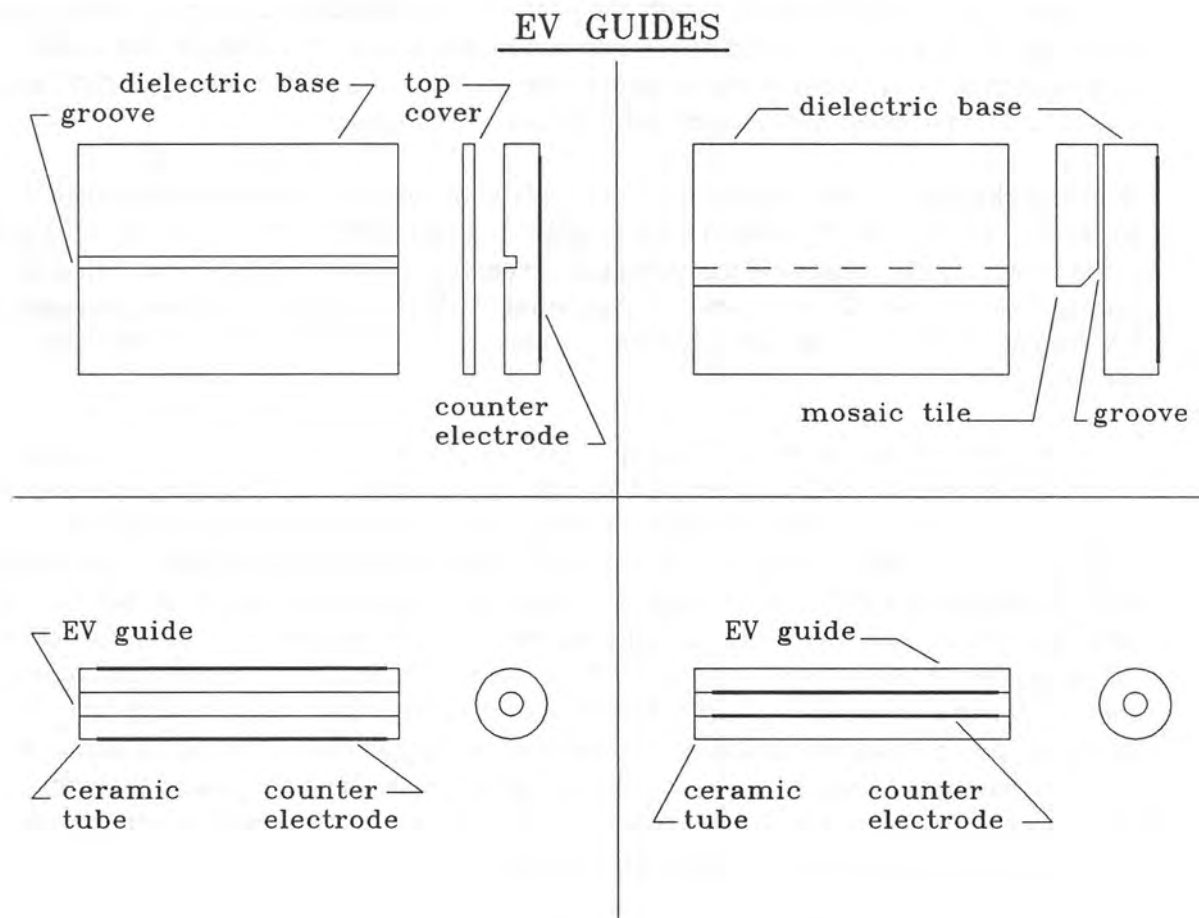 EV GUIDES
dielectric base
top
cover
groove
counter
electrode
dielectric base
mosaic tile
groove
EV guide
ceramic
tube
counter
electrode
EV guide
ceramic
tube
counter
electrode